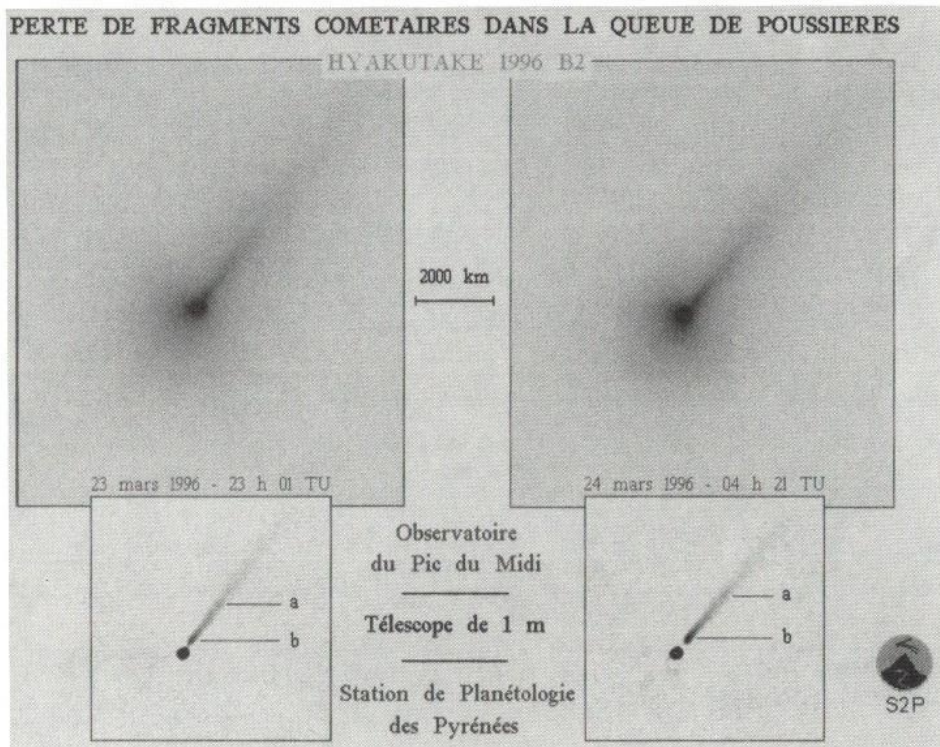 PERTE DE FRAGMENTS COMETAIRES DANS LA QUEUE DE POUSSIERES
HYAKUTAKE 1996 B2
2000 km
23 mars 1996 - 23 h 01 TU
24 mars 1996 - 04 h 21 TU
a
b
Observatoire
du Pic du Midi
Télescope de 1 m
Station de Planétologie
des Pyrénées
a
b
S2P